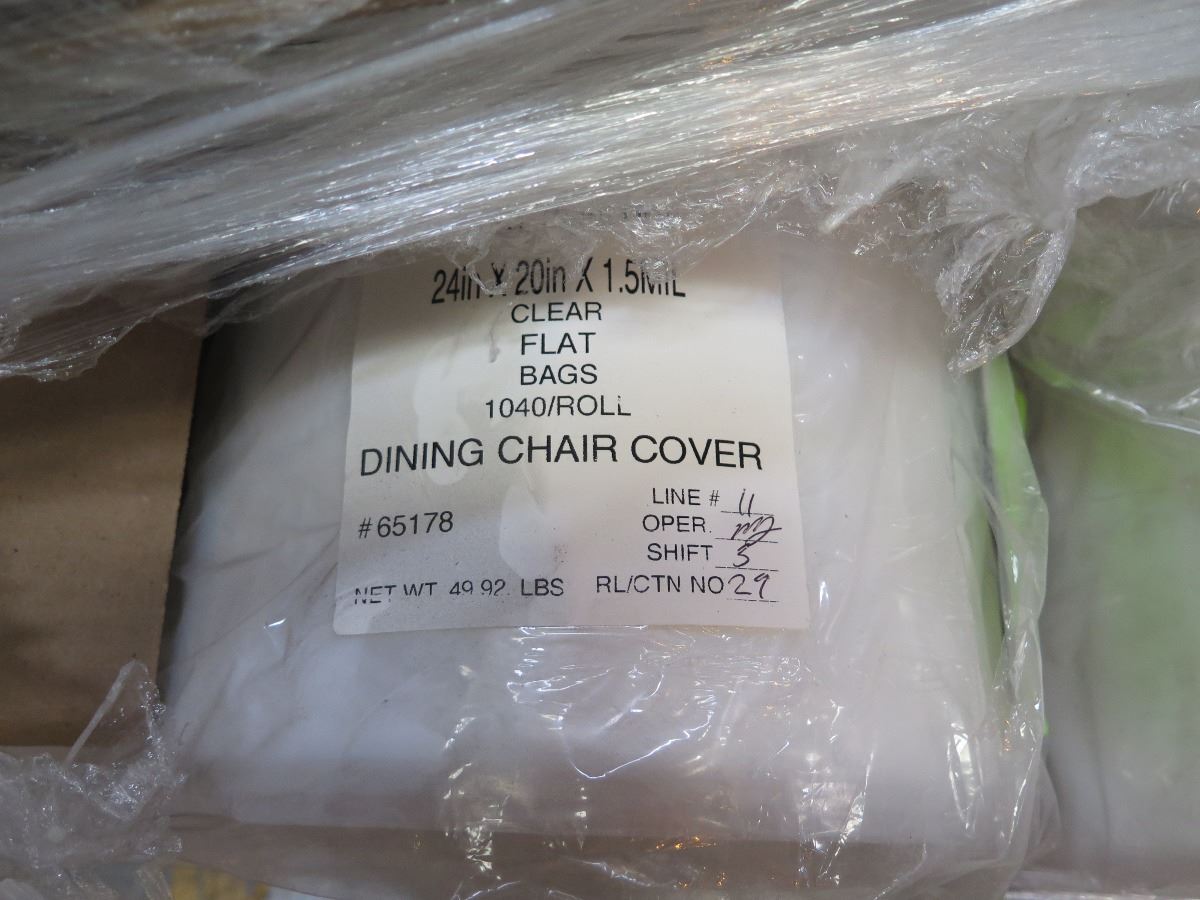 24in X 20in X 1.5MIL
CLEAR
FLAT
BAGS
1040/ROLL
DINING CHAIR COVER
#65178
LINE # 11
OPER.
SHIFT 5
NET WT. 49.92 LBS RL/CTN NO 29